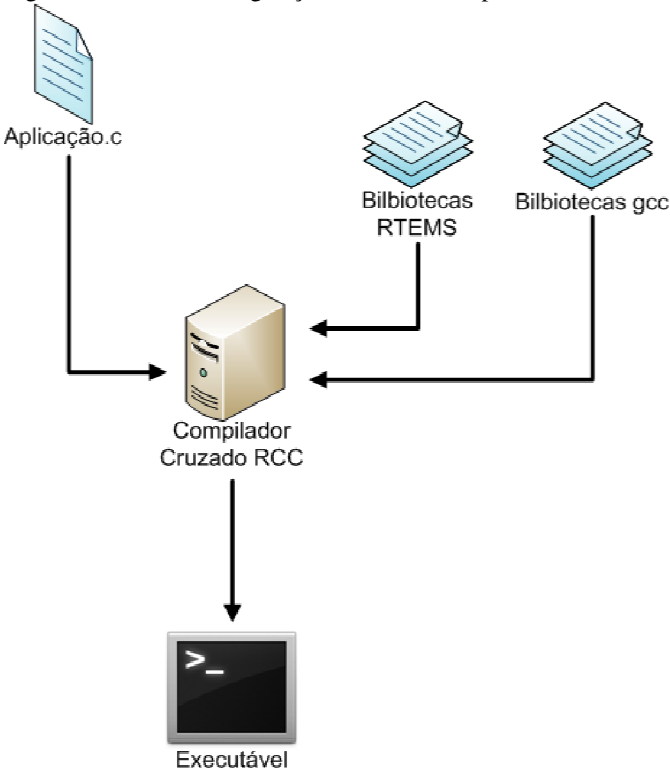 Aplicação.c
Bilbiotecas
RTEMS
Bilbiotecas gcc
Compilador
Cruzado RCC
>_
Executável